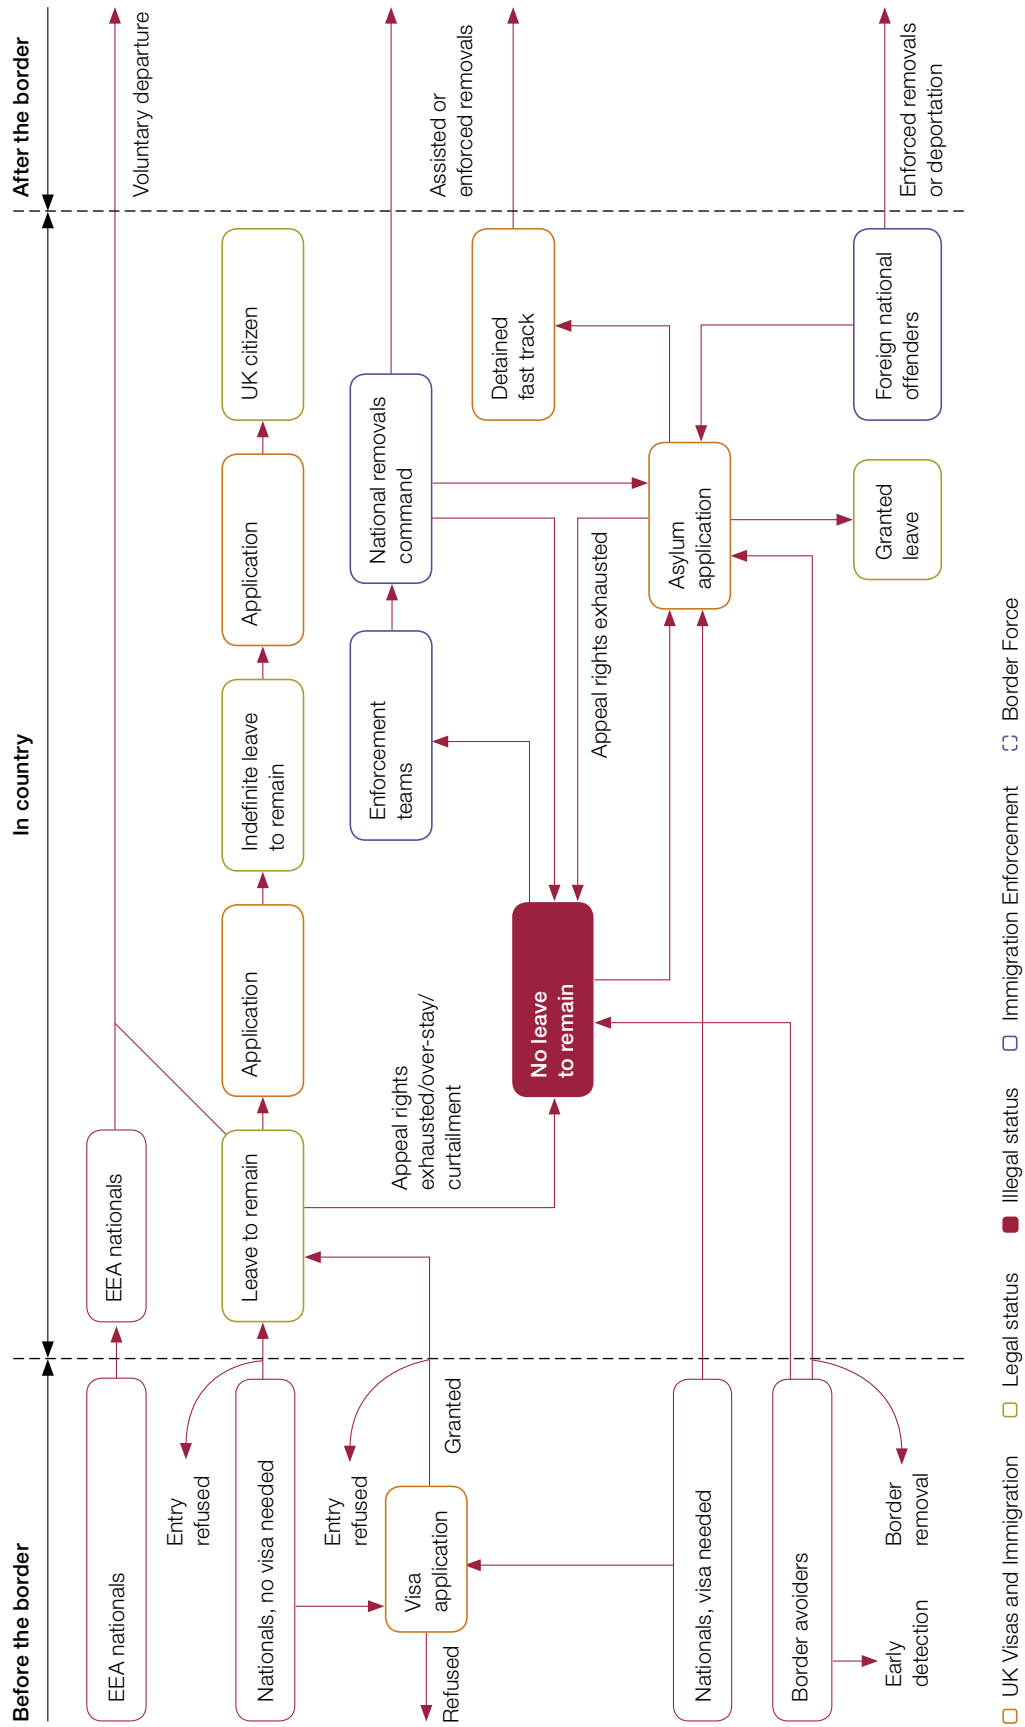 Before the border
In country
After the border
EEA nationals
EEA nationals
Voluntary departure
Entry
refused
Nationals, no visa needed
Leave to remain
Application
Indefinite leave
to remain
Application
UK citizen
Entry
refused
Visa
application
Refused
Granted
Appeal rights
exhausted/over-stay/
curtailment
Enforcement
teams
National removals
command
Assisted or
enforced removals
No leave
to remain
Detained
fast track
Appeal rights exhausted
Nationals, visa needed
Asylum
application
Border avoiders
Early
detection
Border
removal
Granted
leave
Foreign national
offenders
Enforced removals
or deportation
UK Visas and Immigration
Legal status
Illegal status
Immigration Enforcement
Border Force